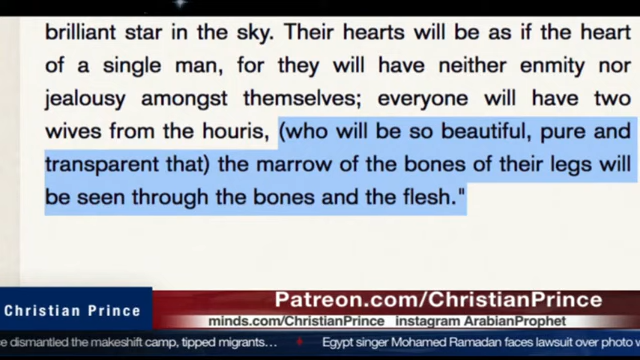 brilliant star in the sky. Their hearts will be as if the heart
of a single man, for they will have neither enmity nor
jealousy amongst themselves; everyone will have two
wives from the houris, (who will be so beautiful, pure and
transparent that) the marrow of the bones of their legs will
be seen through the bones and the flesh."
Patreon.com/ChristianPrince
Christian Prince
minds.com/ChristianPrince instagram ArabianProphet
dismantled the makeshift camp, tipped migrants... Egypt singer Mohamed Ramadan faces lawsuit over photo